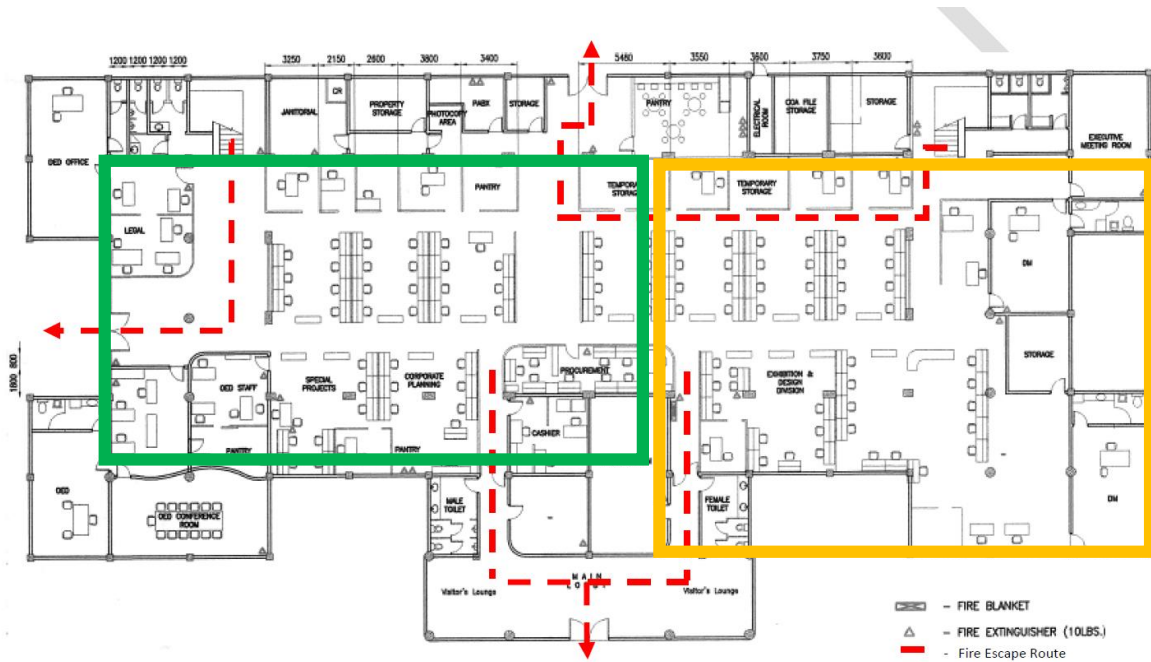 1200 1200 1200 1200
3250 2150 2600 3800 3400
5480 3550 3600 3750 3600
OED OFFICE
JANITORIAL
CR
PROPERTY
STORAGE
PHOTOCOPY
AREA
PABX
STORAGE
PANTRY
ELECTRICAL
ROOM
COA FILE
STORAGE
STORAGE
EXECUTIVE
MEETING ROOM
LEGAL
PANTRY
TEMPORARY
STORAGE
TEMPORARY
STORAGE
DM
1800 800
OED STAFF
SPECIAL
PROJECTS
CORPORATE
PLANNING
PROCUREMENT
EXHIBITION &
DESIGN
DIVISION
STORAGE
PANTRY
PANTRY
CASHIER
OED
OED CONFERENCE
ROOM
MALE
TOILET
FEMALE
TOILET
DM
MAIN
LOBBY
Visitor's Lounge
Visitor's Lounge
- FIRE BLANKET
- FIRE EXTINGUISHER (10LBS.)
- Fire Escape Route